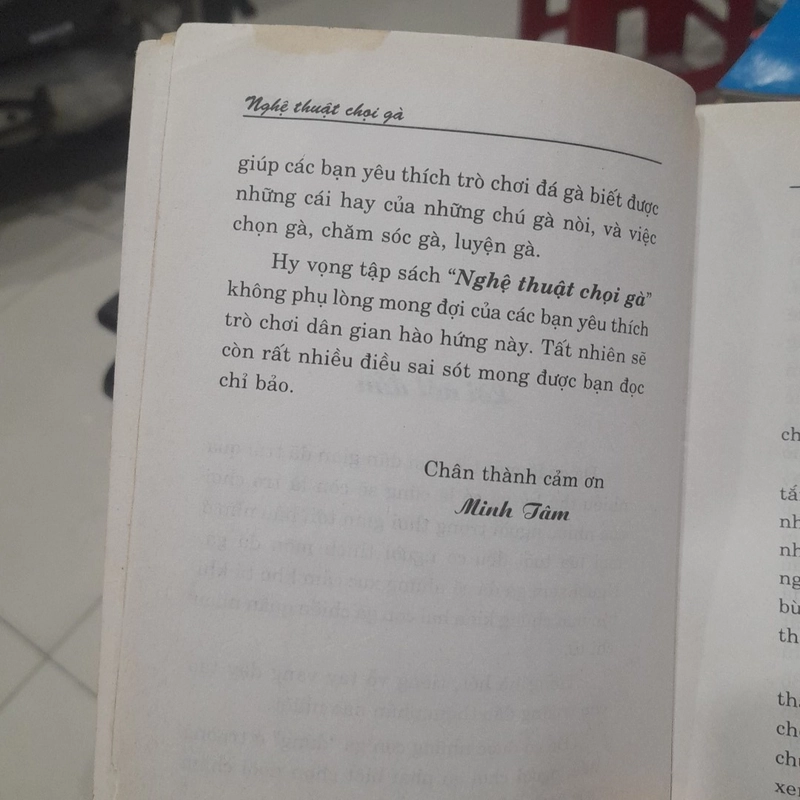 Nghệ thuật chọi gà
giúp các bạn yêu thích trò chơi đá gà biết được
những cái hay của những chú gà nòi, và việc
chọn gà, chăm sóc gà, luyện gà.
Hy vọng tập sách "Nghệ thuật chọi gà"
không phụ lòng mong đợi của các bạn yêu thích
trò chơi dân gian hào hứng này. Tất nhiên sẽ
còn rất nhiều điều sai sót mong được bạn đọc
chỉ bảo.
Chân thành cảm ơn
Minh Tâm